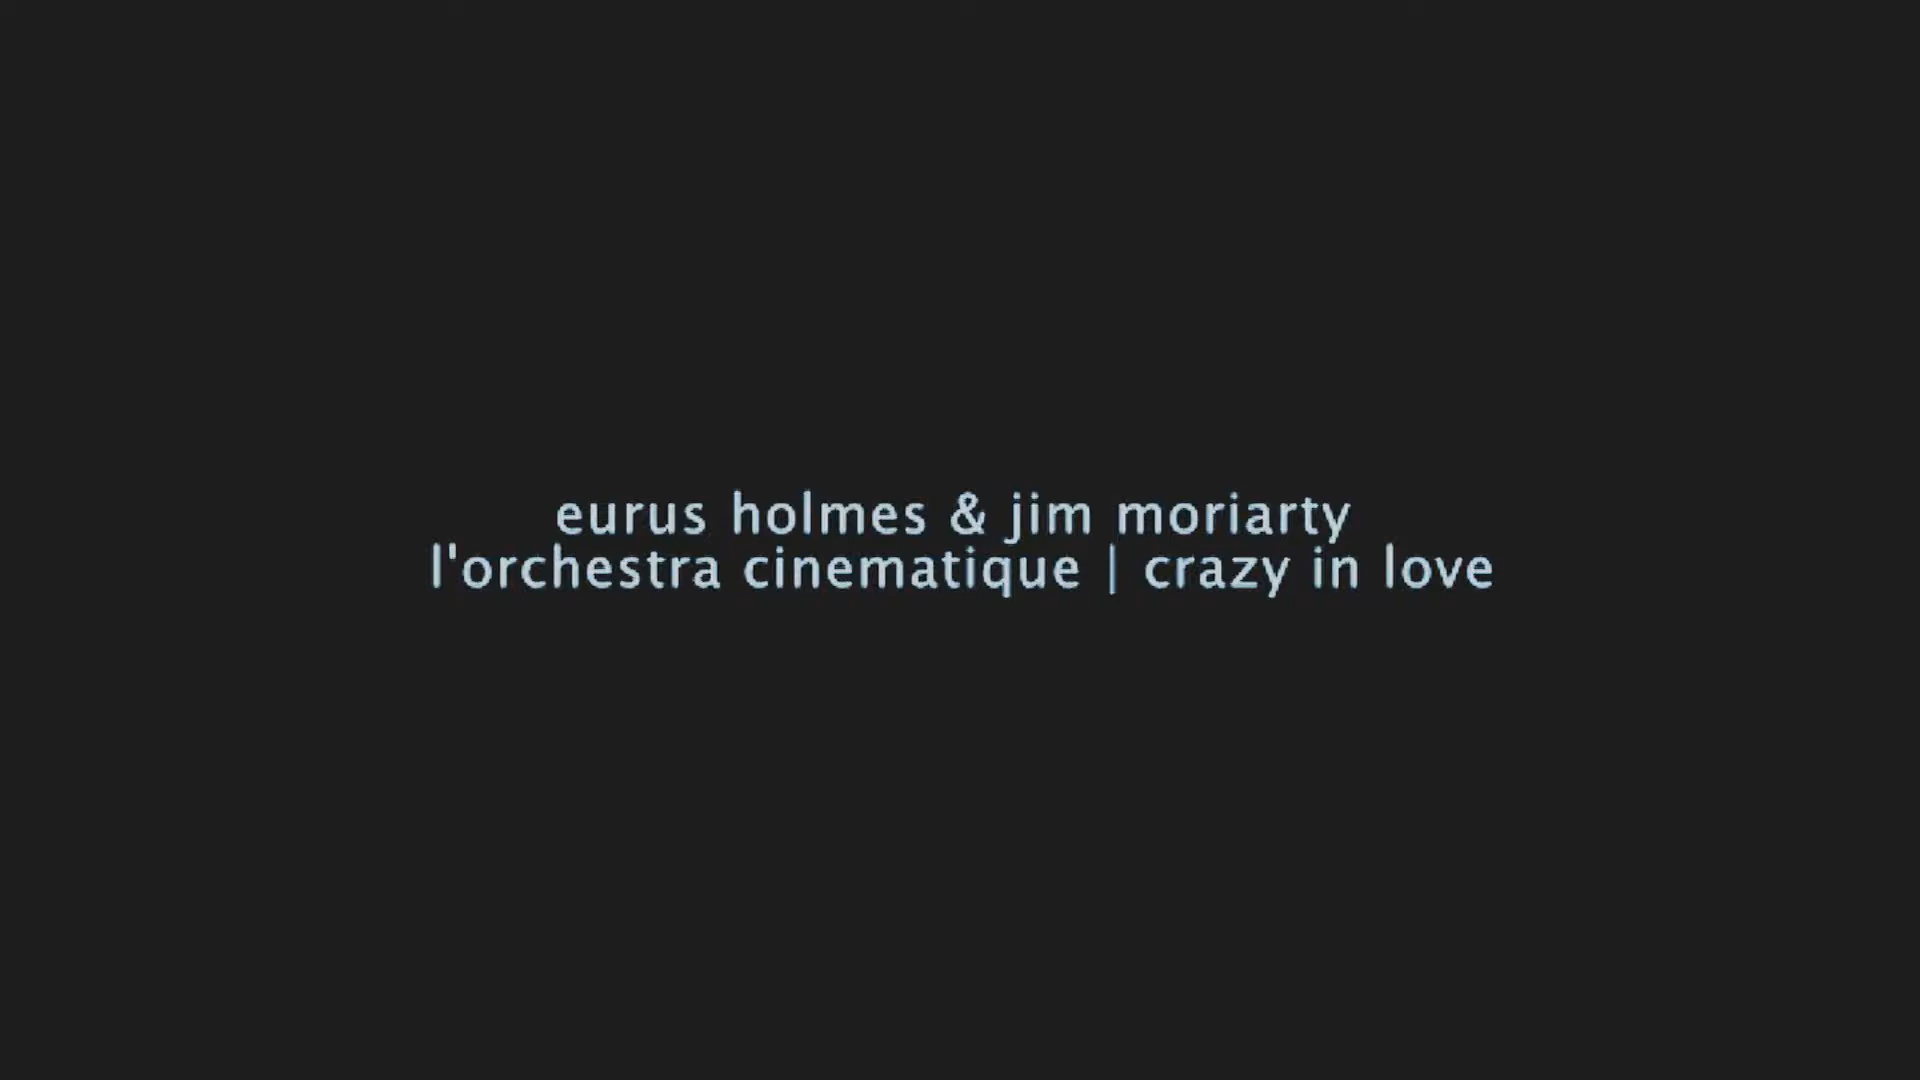 eurus holmes & jim moriarty
l'orchestra cinematique | crazy in love